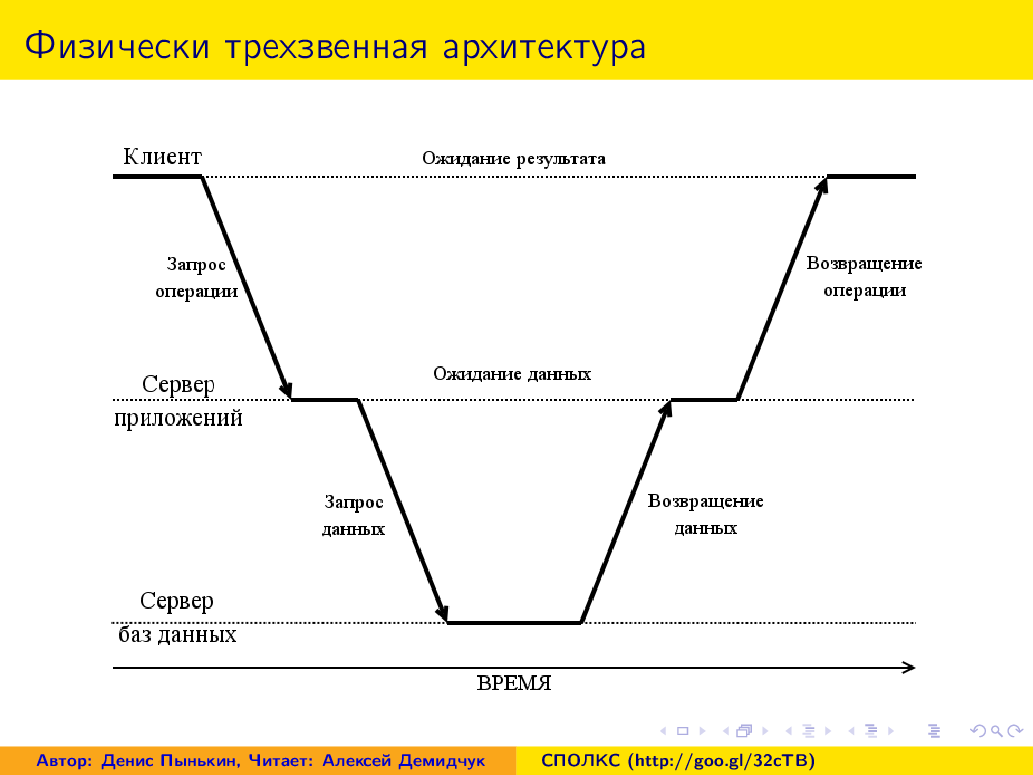 Физически трехзвенная архитектура
Клиент
Ожидание результата
Запрос
операции
Возвращение
операции
Сервер
приложений
Ожидание данных
Запрос
данных
Возвращение
данных
Сервер
баз данных
ВРЕМЯ
Автор: Денис Пынькин, Читает: Алексей Демидчук
СПОЛКС (http://goo.gl/32cTB)